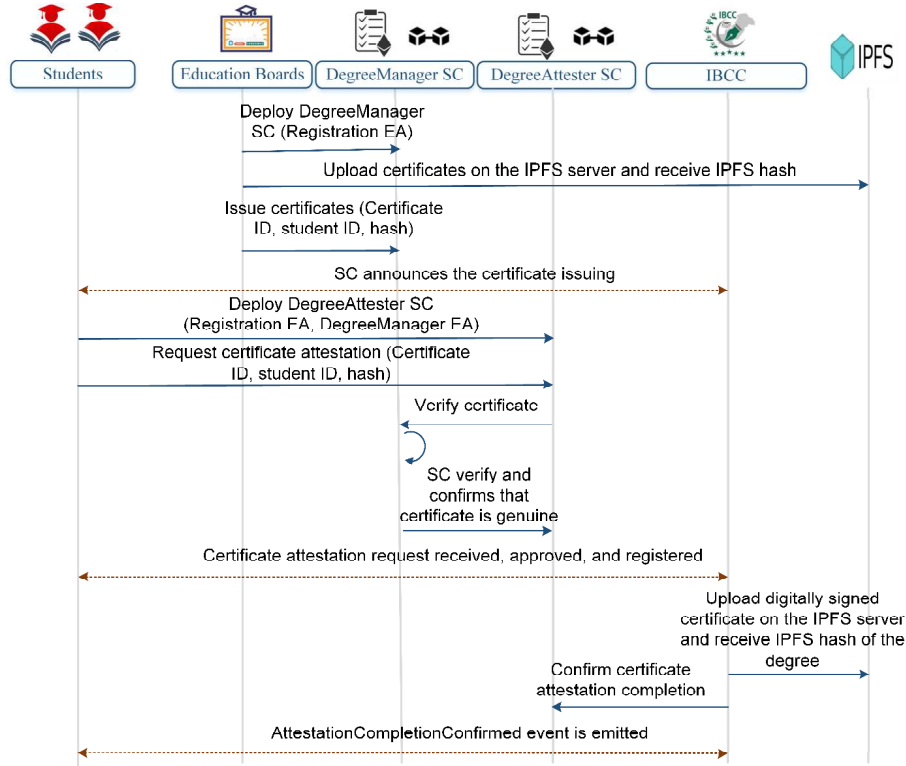 IBCC
IPFS
Students
Education Boards
DegreeManager SC
DegreeAttester SC
IBCC
Deploy DegreeManager
SC (Registration EA)
Upload certificates on the IPFS server and receive IPFS hash
Issue certificates (Certificate
ID, student ID, hash)
SC announces the certificate issuing
Deploy DegreeAttester SC
(Registration EA, DegreeManager EA)
Request certificate attestation (Certificate
ID, student ID, hash)
Verify certificate
SC verify and
confirms that
certificate is genuine
Certificate attestation request received, approved, and registered
Upload digitally signed
certificate on the IPFS server
and receive IPFS hash of the
degree
Confirm certificate
attestation completion
AttestationCompletionConfirmed event is emitted